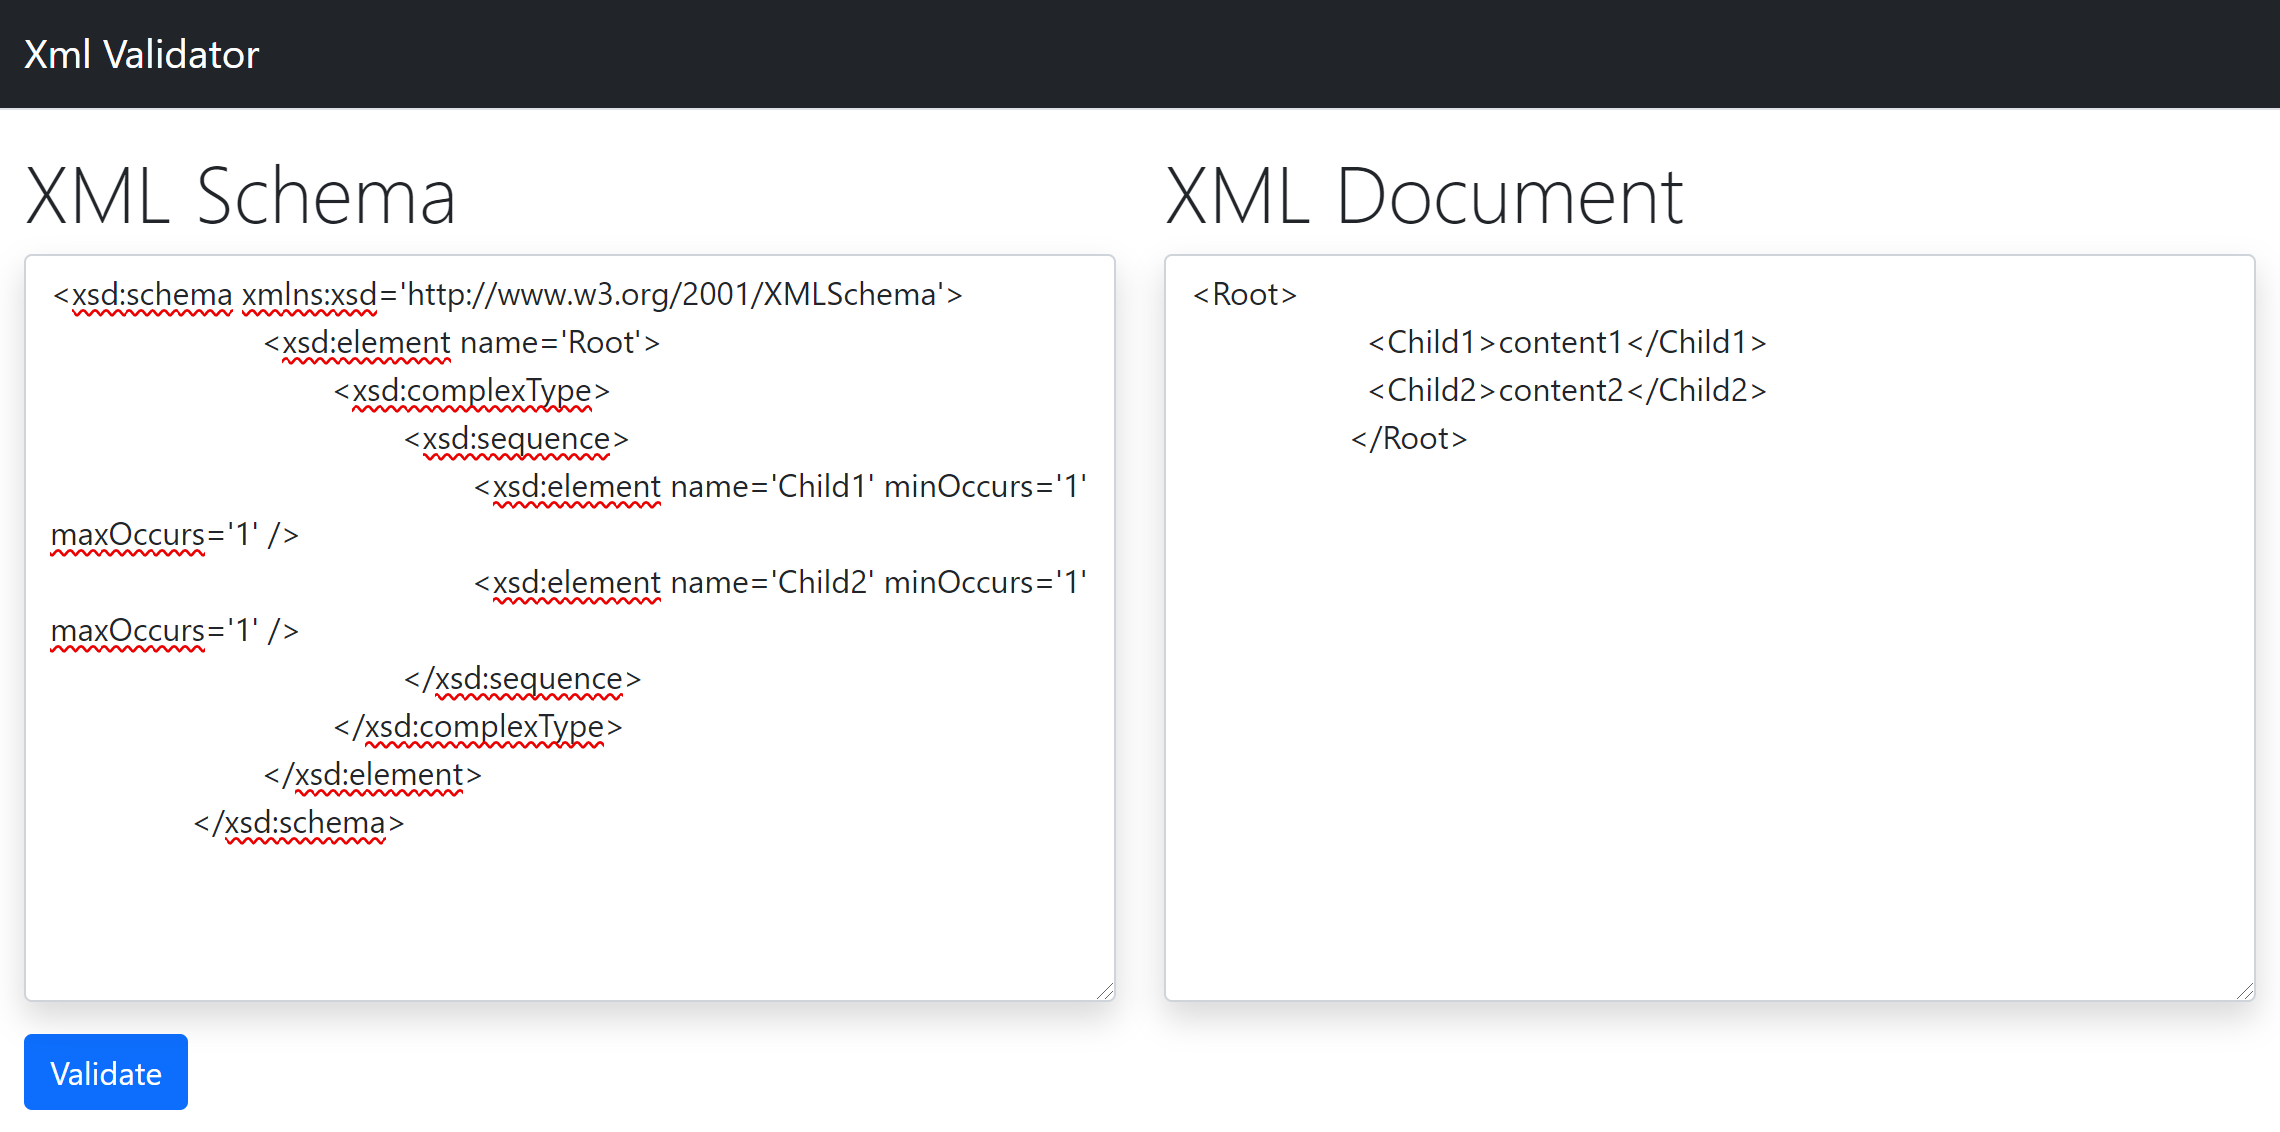 Xml Validator
XML Schema
<xsd:schema xmlns:xsd='http://www.w3.org/2001/XMLSchema'>
<xsd:element name='Root'>
<xsd:complexType>
<xsd:sequence>
<xsd:element name='Child1' minOccurs='1'
maxOccurs='1' />
<xsd:element name='Child2' minOccurs='1'
maxOccurs='1' />
</xsd:sequence>
</xsd:complexType>
</xsd:element>
</xsd:schema>
XML Document
<Root>
<Child1>content1</Child1>
<Child2>content2</Child2>
</Root>
Validate